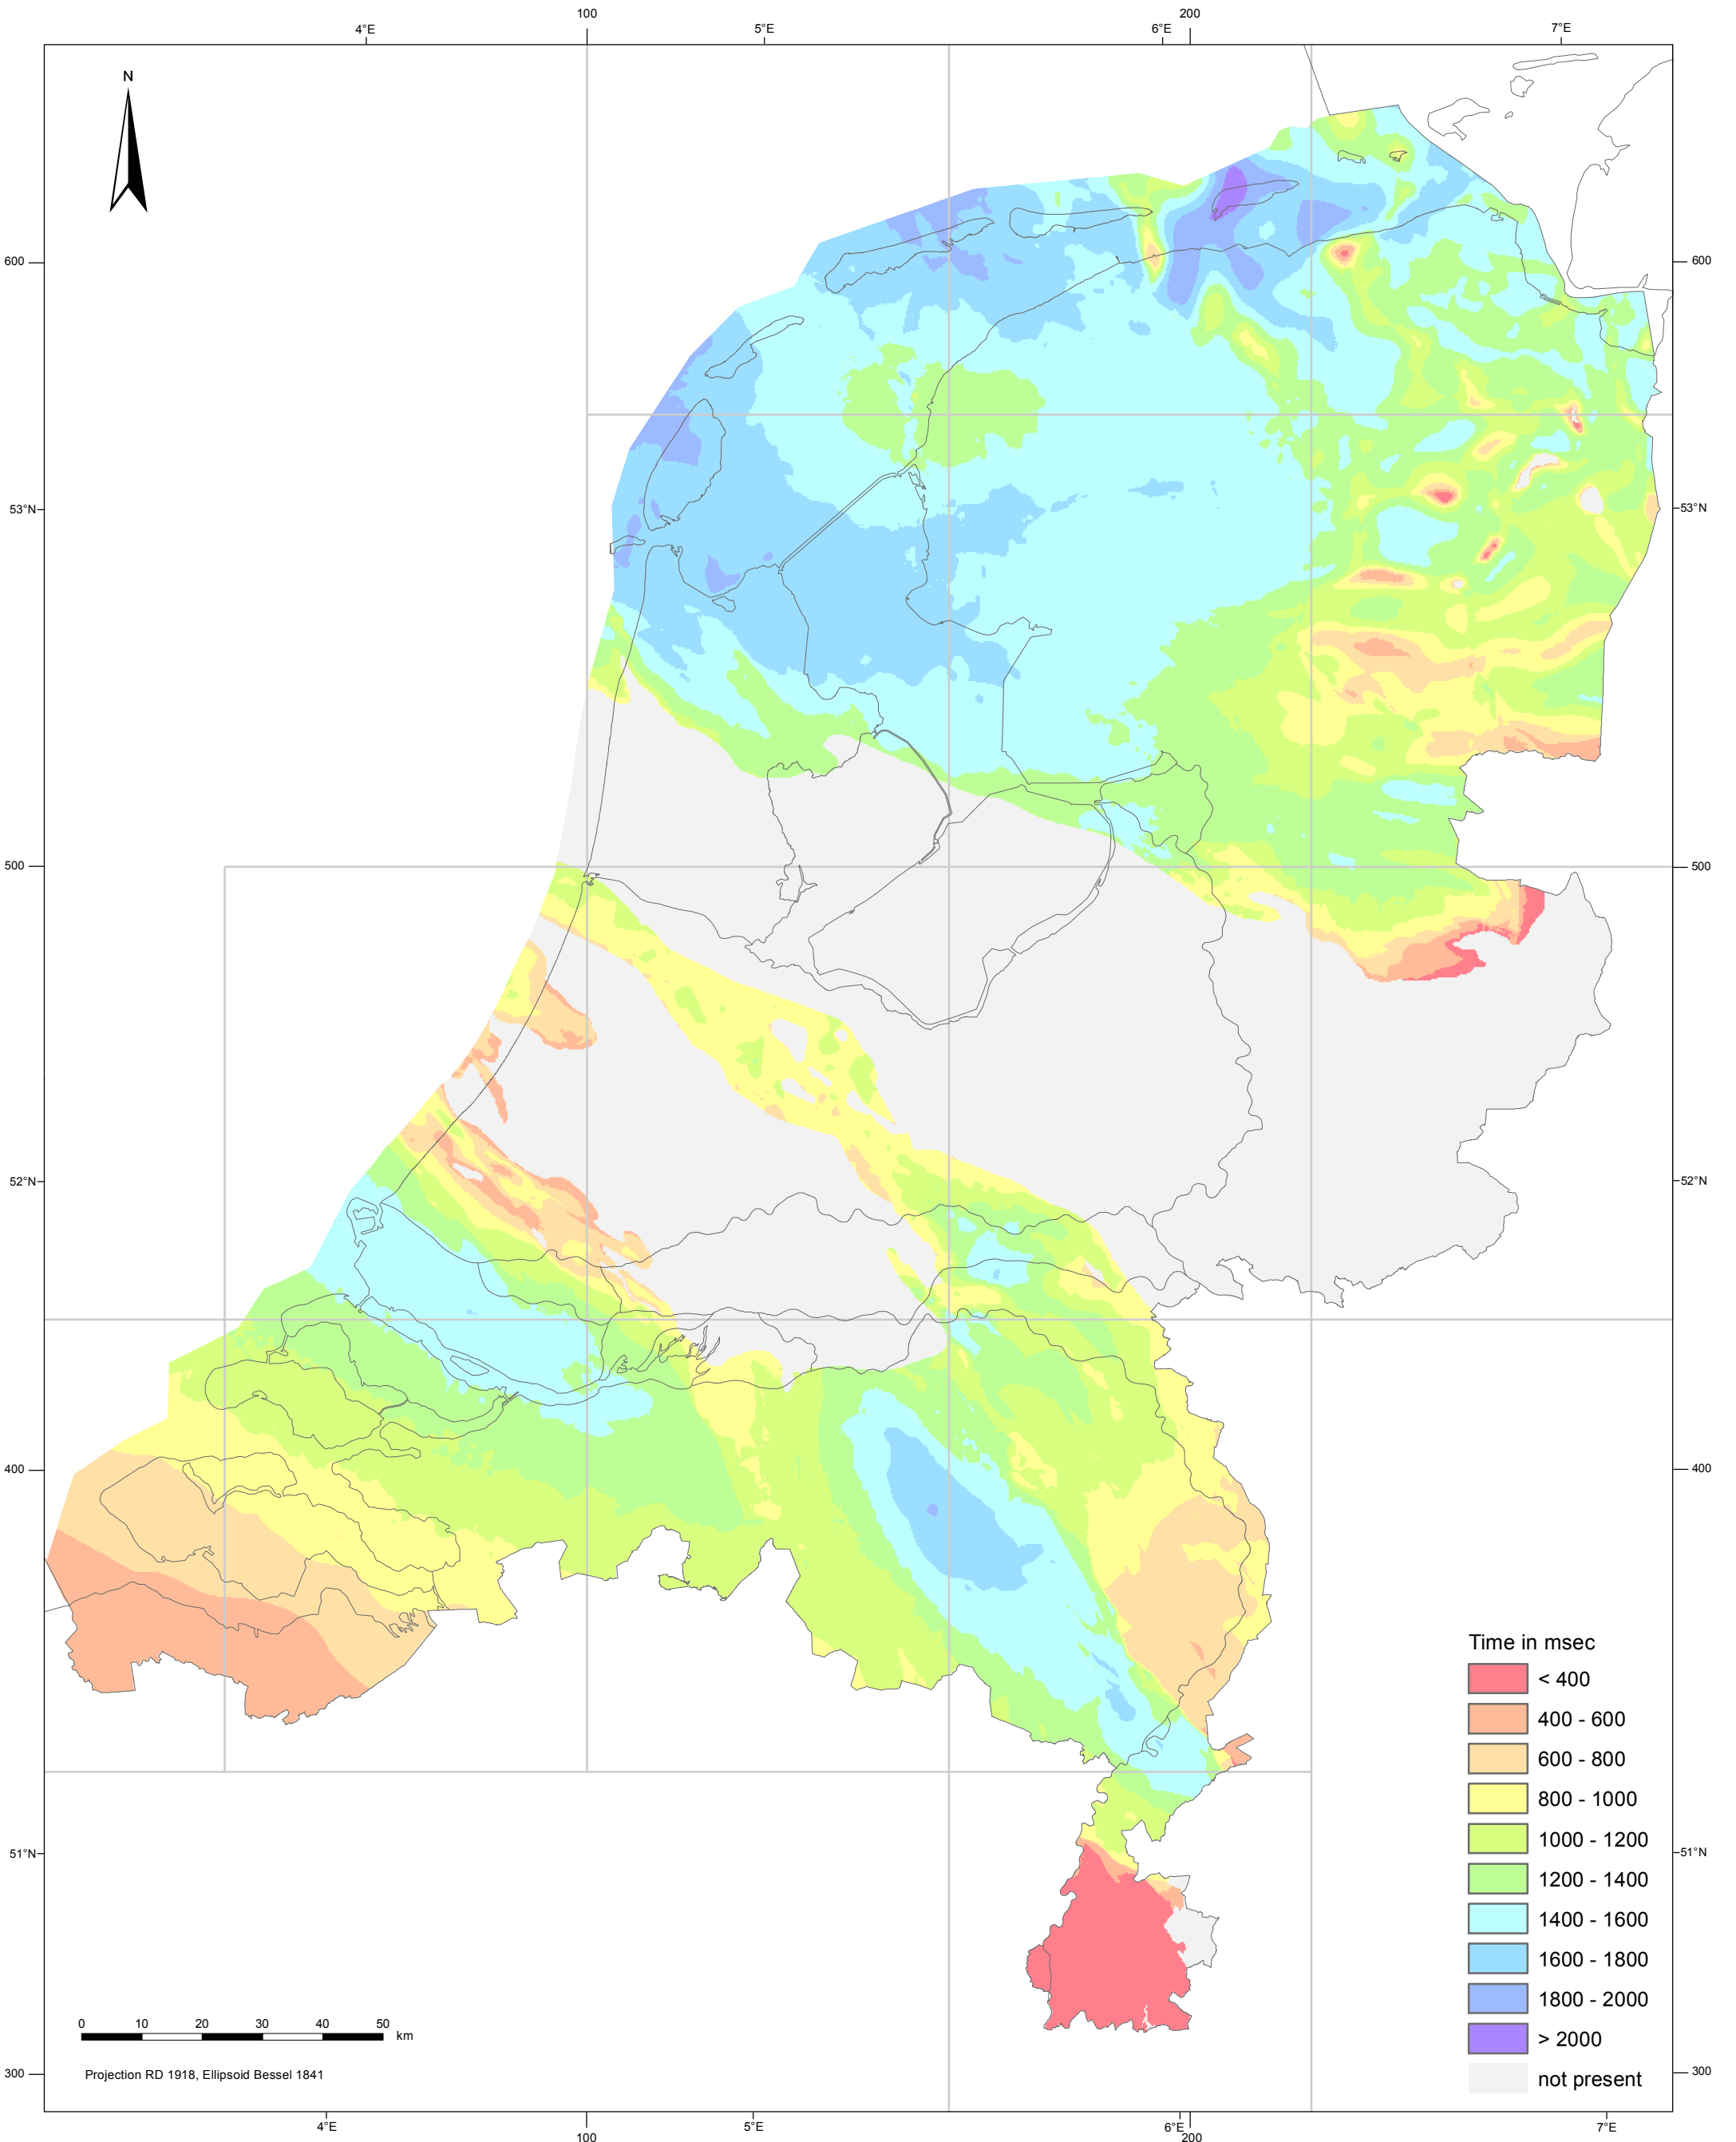 100 200
4°E 5°E 6°E 7°E
N
600 600
53°N 53°N
500 500
52°N 52°N
400 400
Time in msec
< 400
400 - 600
600 - 800
800 - 1000
51°N 1000 - 1200 51°N
1200 - 1400
1400 - 1600
1600 - 1800
1800 - 2000
0 10 20 30 40 50
km
> 2000
Projection RD 1918, Ellipsoid Bessel 1841
300 not present 300
4°E 5°E 6°E 7°E
100 200